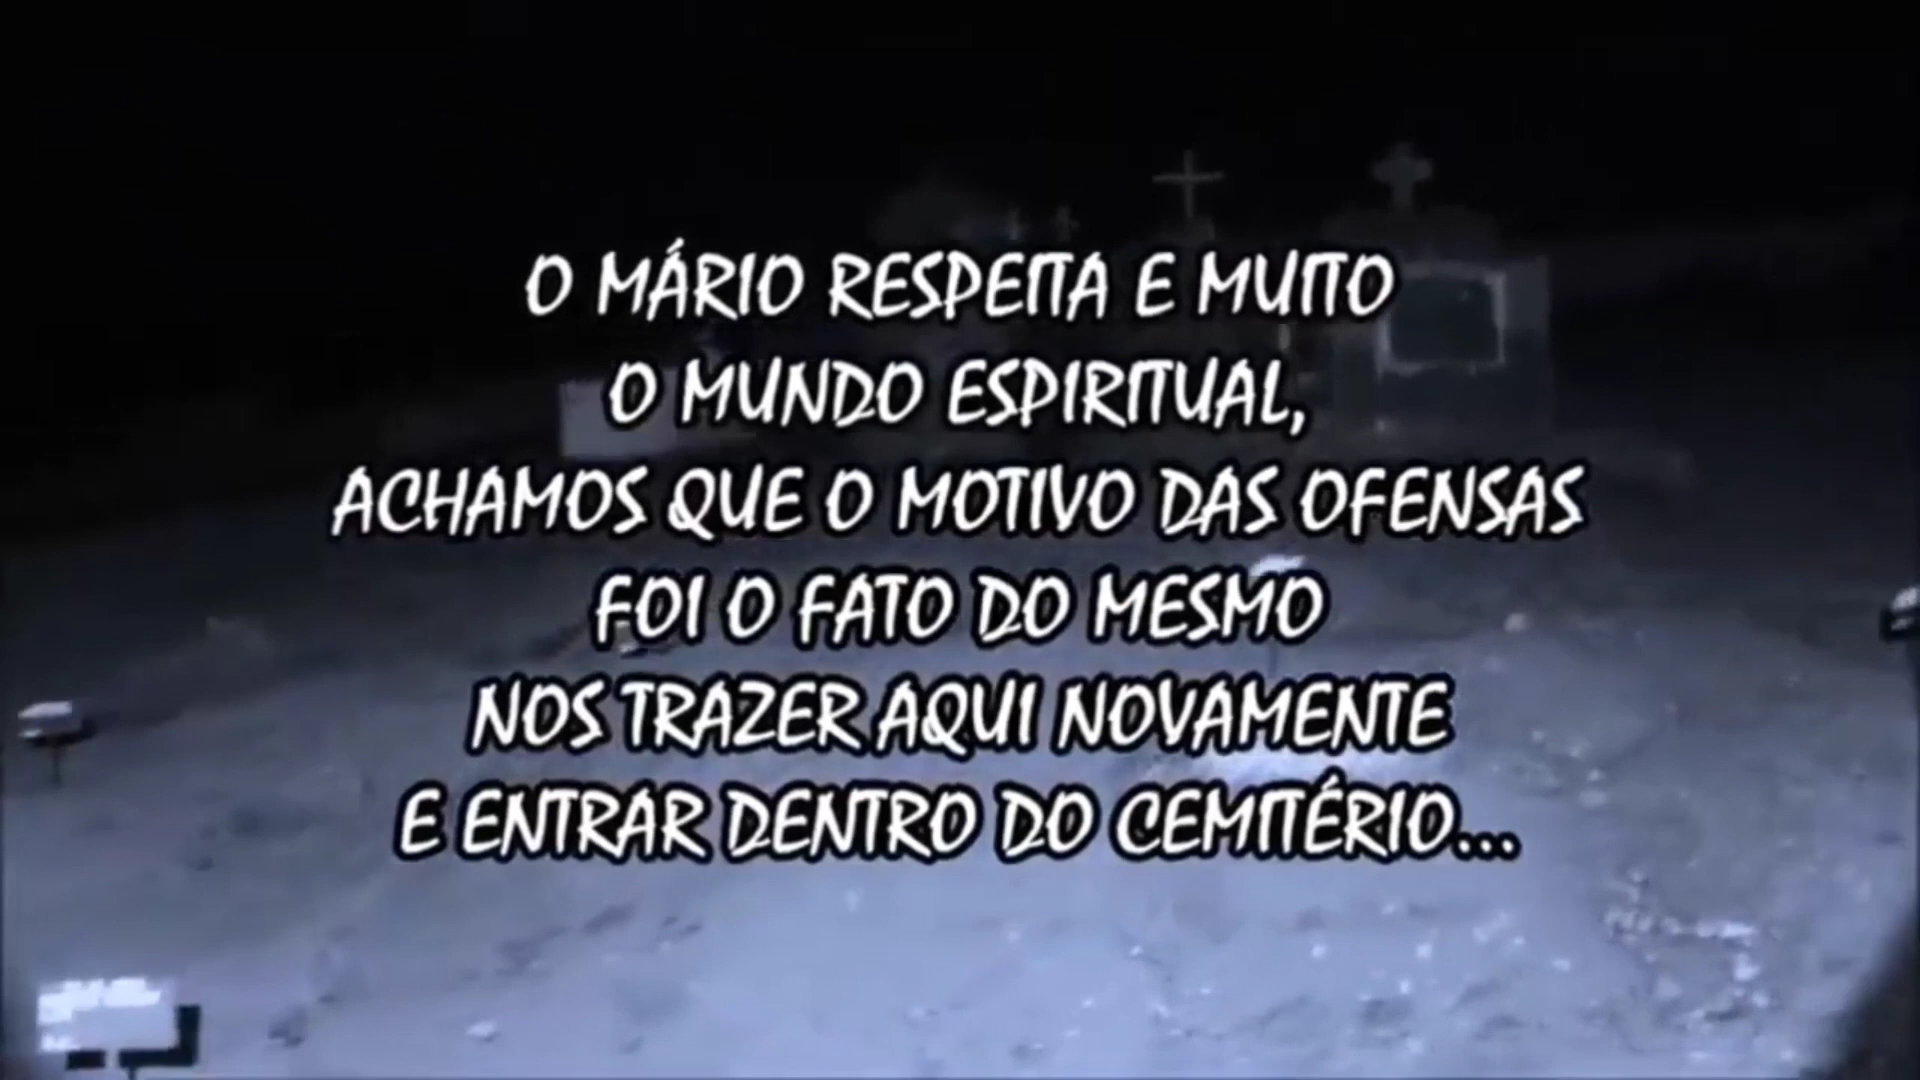 O MÁRIO RESPEITA E MUITO
O MUNDO ESPIRITUAL,
ACHAMOS QUE O MOTIVO DAS OFENSAS
FOI O FATO DO MESMO
NOS TRAZER AQUI NOVAMENTE
E ENTRAR DENTRO DO CEMITÉRIO...